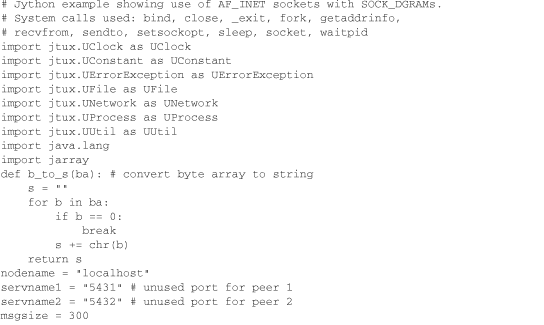 # Jython example showing use of AF_INET sockets with SOCK_DGRAMs.
# System calls used: bind, close, _exit, fork, getaddrinfo,
# recvfrom, sendto, setsockopt, sleep, socket, waitpid
import jtux.UClock as UClock
import jtux.UConstant as UConstant
import jtux.UErrorException as UErrorException
import jtux.UFile as UFile
import jtux.UNetwork as UNetwork
import jtux.UProcess as UProcess
import jtux.UUtil as UUtil
import java.lang
import jarray
def b_to_s(ba): # convert byte array to string
    s = ""
    for b in ba:
        if b == 0:
            break
        s += chr(b)
    return s
nodename = "localhost"
servname1 = "5431" # unused port for peer 1
servname2 = "5432" # unused port for peer 2
msgsize = 300